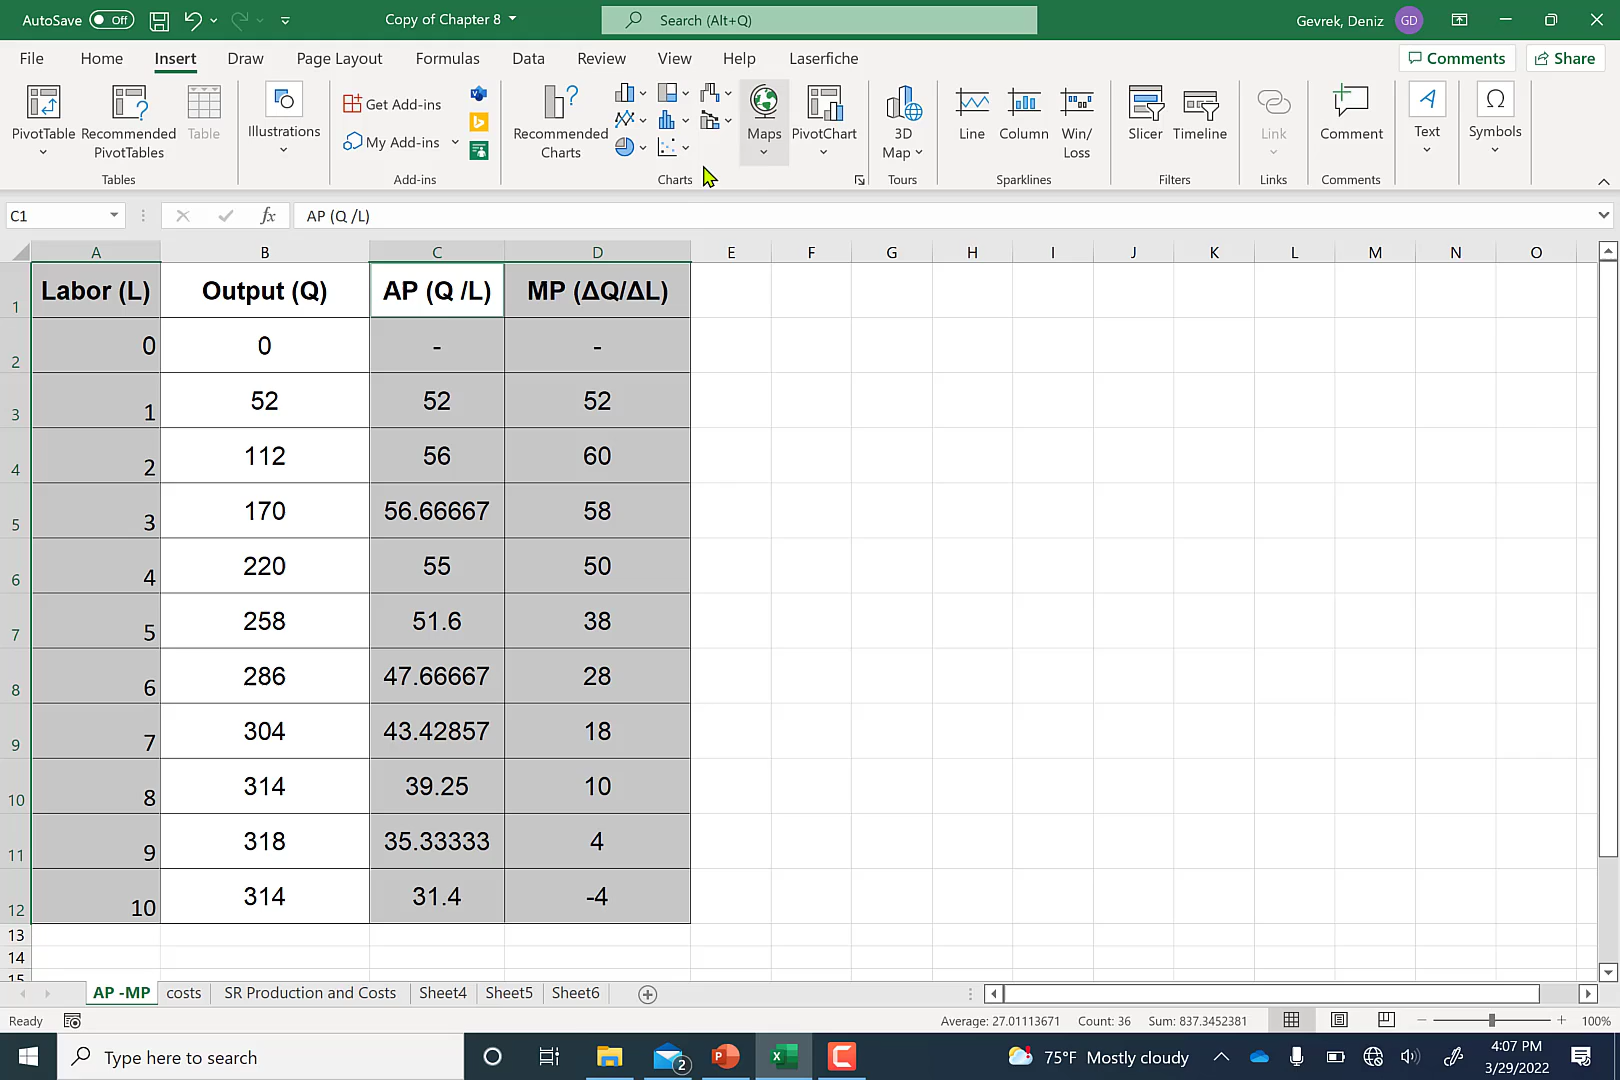 AutoSave Off Copy of Chapter 8 Search (Alt+Q) Gevrek, Deniz GD
File Home Insert Draw Page Layout Formulas Data Review View Help Laserfiche Comments Share
PivotTable Recommended PivotTables Table
Tables
Illustrations
Get Add-ins
My Add-ins
Add-ins
Recommended Charts
Maps PivotChart
Charts
3D Map
Tours
Line Column Win/Loss
Sparklines
Slicer Timeline
Filters
Link
Links
Comment
Comments
Text
Symbols
C1 fx AP (Q /L)
A B C D E F G H I J K L M N O
1 Labor (L) Output (Q) AP (Q /L) MP (ΔQ/ΔL)
2 0 0 - -
3 1 52 52 52
4 2 112 56 60
5 3 170 56.66667 58
6 4 220 55 50
7 5 258 51.6 38
8 6 286 47.66667 28
9 7 304 43.42857 18
10 8 314 39.25 10
11 9 318 35.33333 4
12 10 314 31.4 -4
13
14
15
AP -MP costs SR Production and Costs Sheet4 Sheet5 Sheet6
Ready Average: 27.01113671 Count: 36 Sum: 837.3452381 100%
Type here to search 2 75°F Mostly cloudy 4:07 PM
3/29/2022